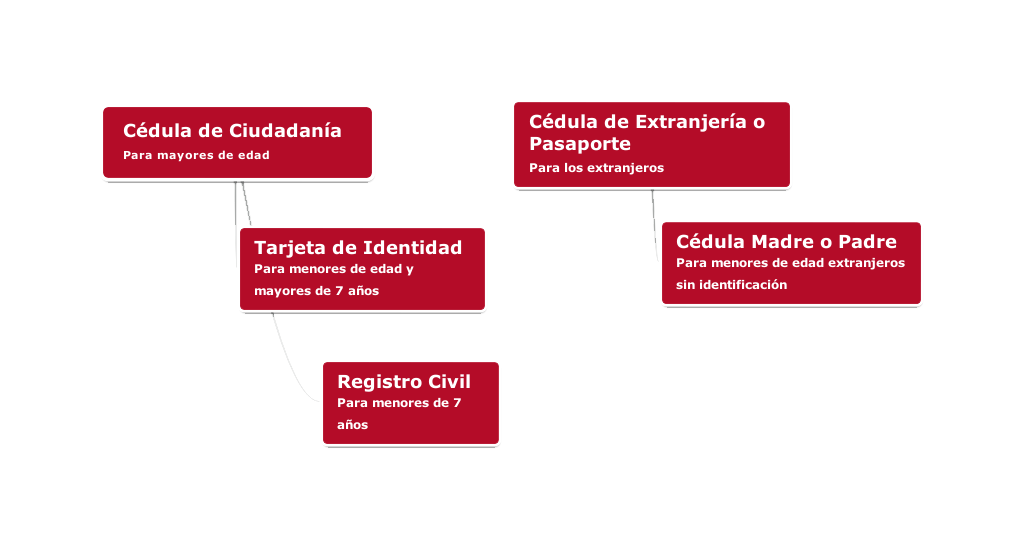 Cédula de Ciudadanía
Para mayores de edad
Tarjeta de Identidad
Para menores de edad y
mayores de 7 años
Registro Civil
Para menores de 7
años
Cédula de Extranjería o
Pasaporte
Para los extranjeros
Cédula Madre o Padre
Para menores de edad extranjeros
sin identificación